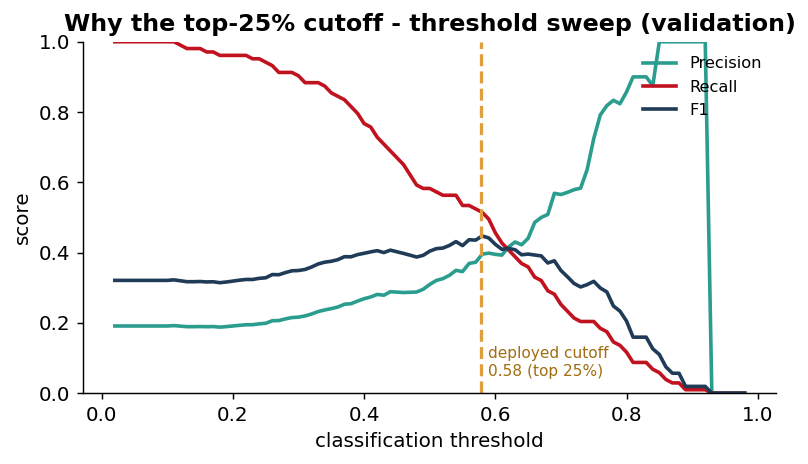 Why the top-25% cutoff - threshold sweep (validation)
1.0
0.8
0.6
0.4
0.2
0.0
score
Precision
Recall
F1
deployed cutoff
0.58 (top 25%)
0.0 0.2 0.4 0.6 0.8 1.0
classification threshold